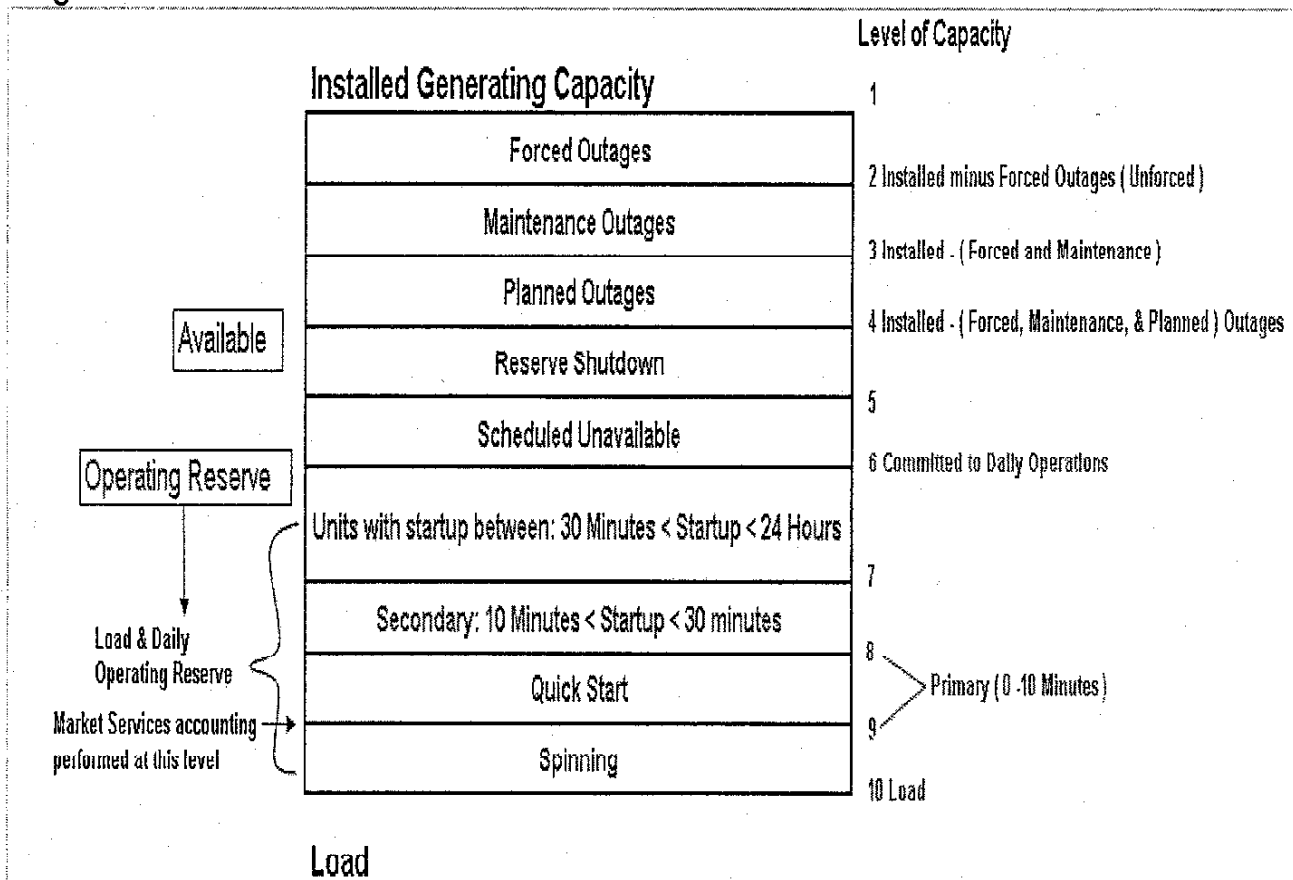 Level of Capacity
Installed Generating Capacity
1
Forced Outages
2 Installed minus Forced Outages ( Unforced )
Maintenance Outages
3 Installed - ( Forced and Maintenance )
Planned Outages
4 Installed - ( Forced, Maintenance, & Planned ) Outages
Available
Reserve Shutdown
5
Scheduled Unavailable
6 Committed to Daily Operations
Operating Reserve
Units with startup between: 30 Minutes < Startup < 24 Hours
7
Secondary: 10 Minutes < Startup < 30 minutes
Load & Daily
Operating Reserve
8
Quick Start
Primary ( 0 -10 Minutes )
Market Services accounting
performed at this level
9
Spinning
10 Load
Load